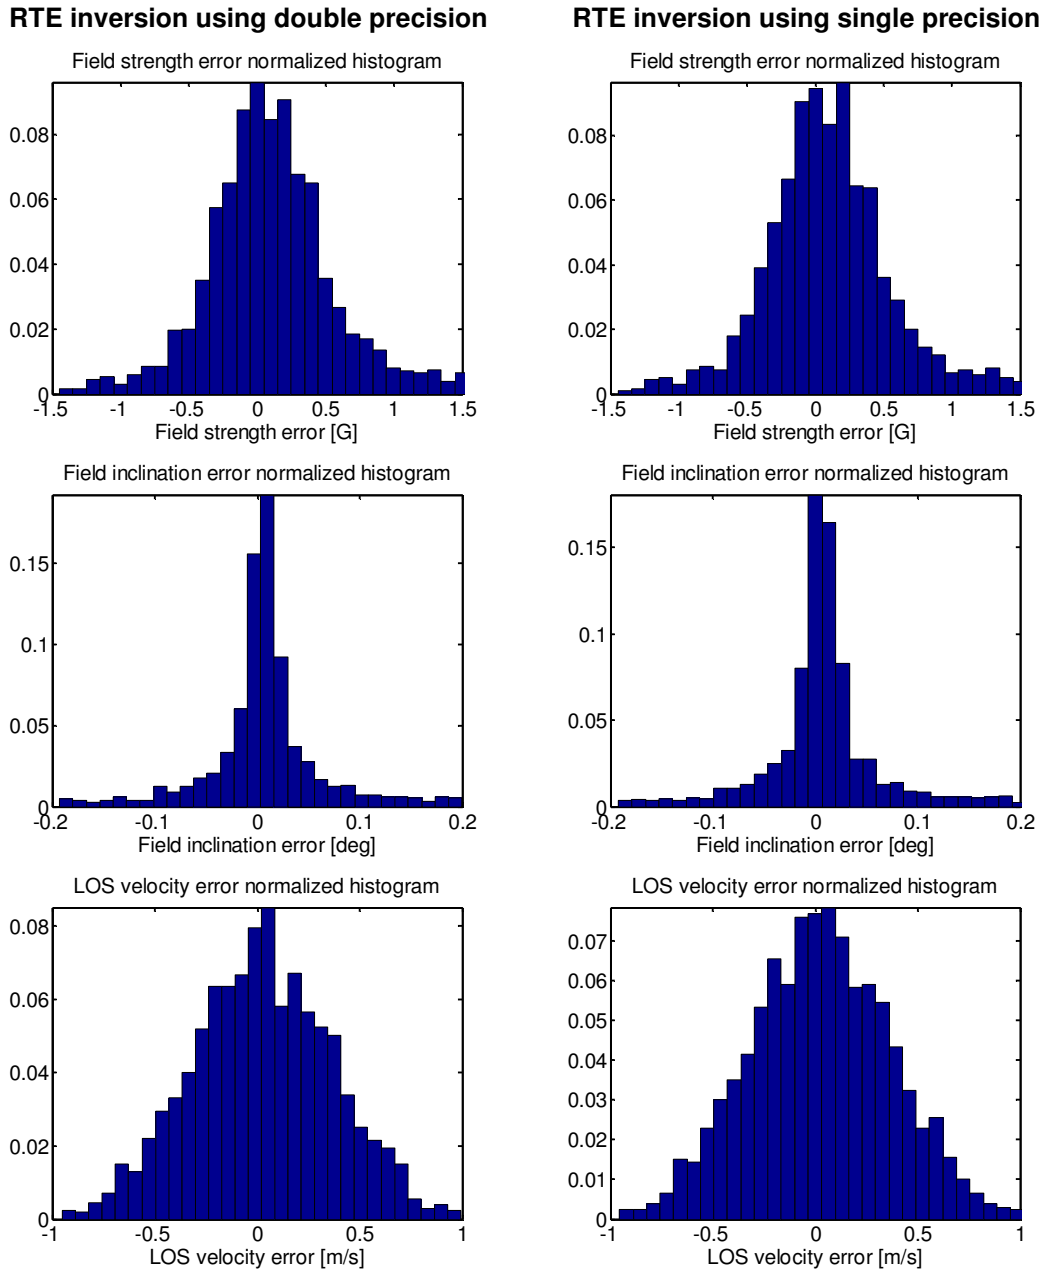 RTE inversion using double precision
RTE inversion using single precision
Field strength error normalized histogram
0.08
0.06
0.04
0.02
0
-1.5 -1 -0.5 0 0.5 1 1.5
Field strength error [G]
Field strength error normalized histogram
0.08
0.06
0.04
0.02
0
-1.5 -1 -0.5 0 0.5 1 1.5
Field strength error [G]
Field inclination error normalized histogram
0.15
0.1
0.05
0
-0.2 -0.1 0 0.1 0.2
Field inclination error [deg]
Field inclination error normalized histogram
0.15
0.1
0.05
0
-0.2 -0.1 0 0.1 0.2
Field inclination error [deg]
LOS velocity error normalized histogram
0.08
0.06
0.04
0.02
0
-1 -0.5 0 0.5 1
LOS velocity error [m/s]
LOS velocity error normalized histogram
0.07
0.06
0.05
0.04
0.03
0.02
0.01
0
-1 -0.5 0 0.5 1
LOS velocity error [m/s]